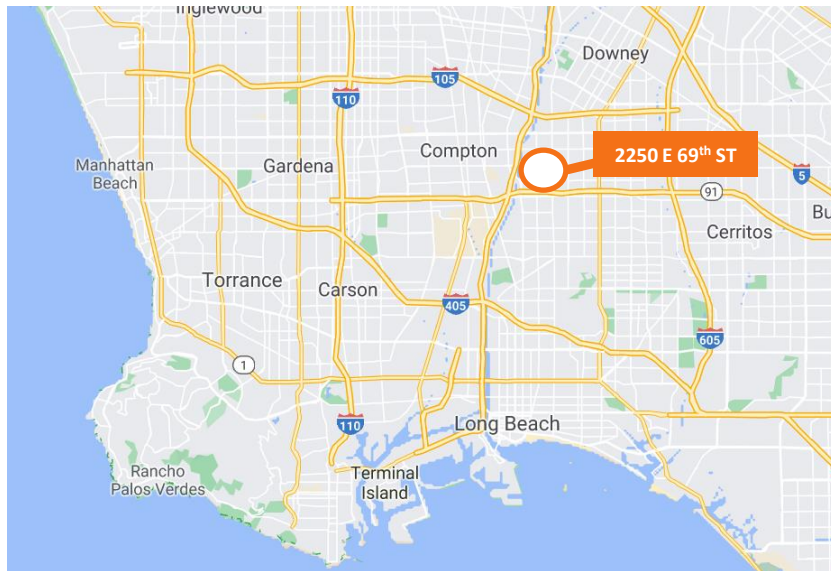 Inglewood
Downey
105
110
Compton
2250 E 69th ST
Manhattan
Beach
Gardena
5
91
Bu
Cerritos
Torrance
Carson
405
605
1
110
Long Beach
Terminal
Island
Rancho
Palos Verdes